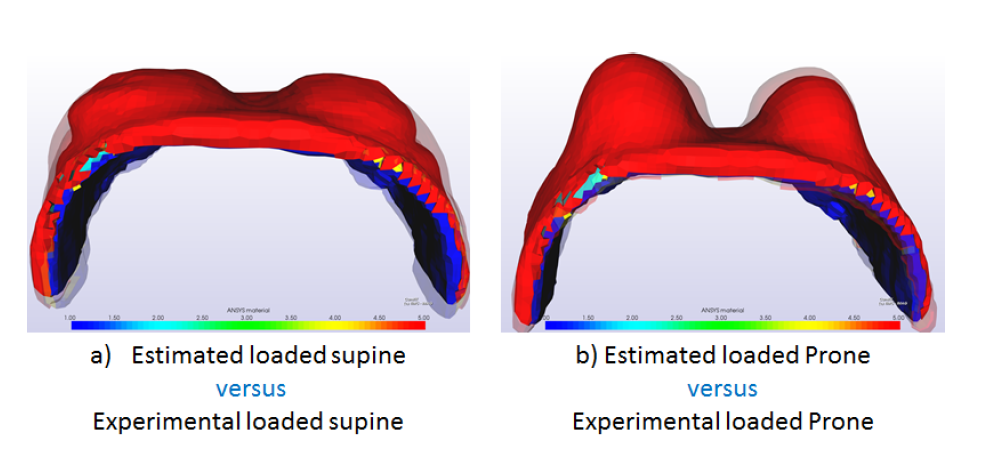 ANSYS material
1.00 1.50 2.00 2.50 3.00 3.50 4.00 4.50 5.00
ANSYS material
.00 1.50 2.00 2.50 3.00 3.50 4.00 4.50 5.00
a) Estimated loaded supine
versus
Experimental loaded supine
b) Estimated loaded Prone
versus
Experimental loaded Prone